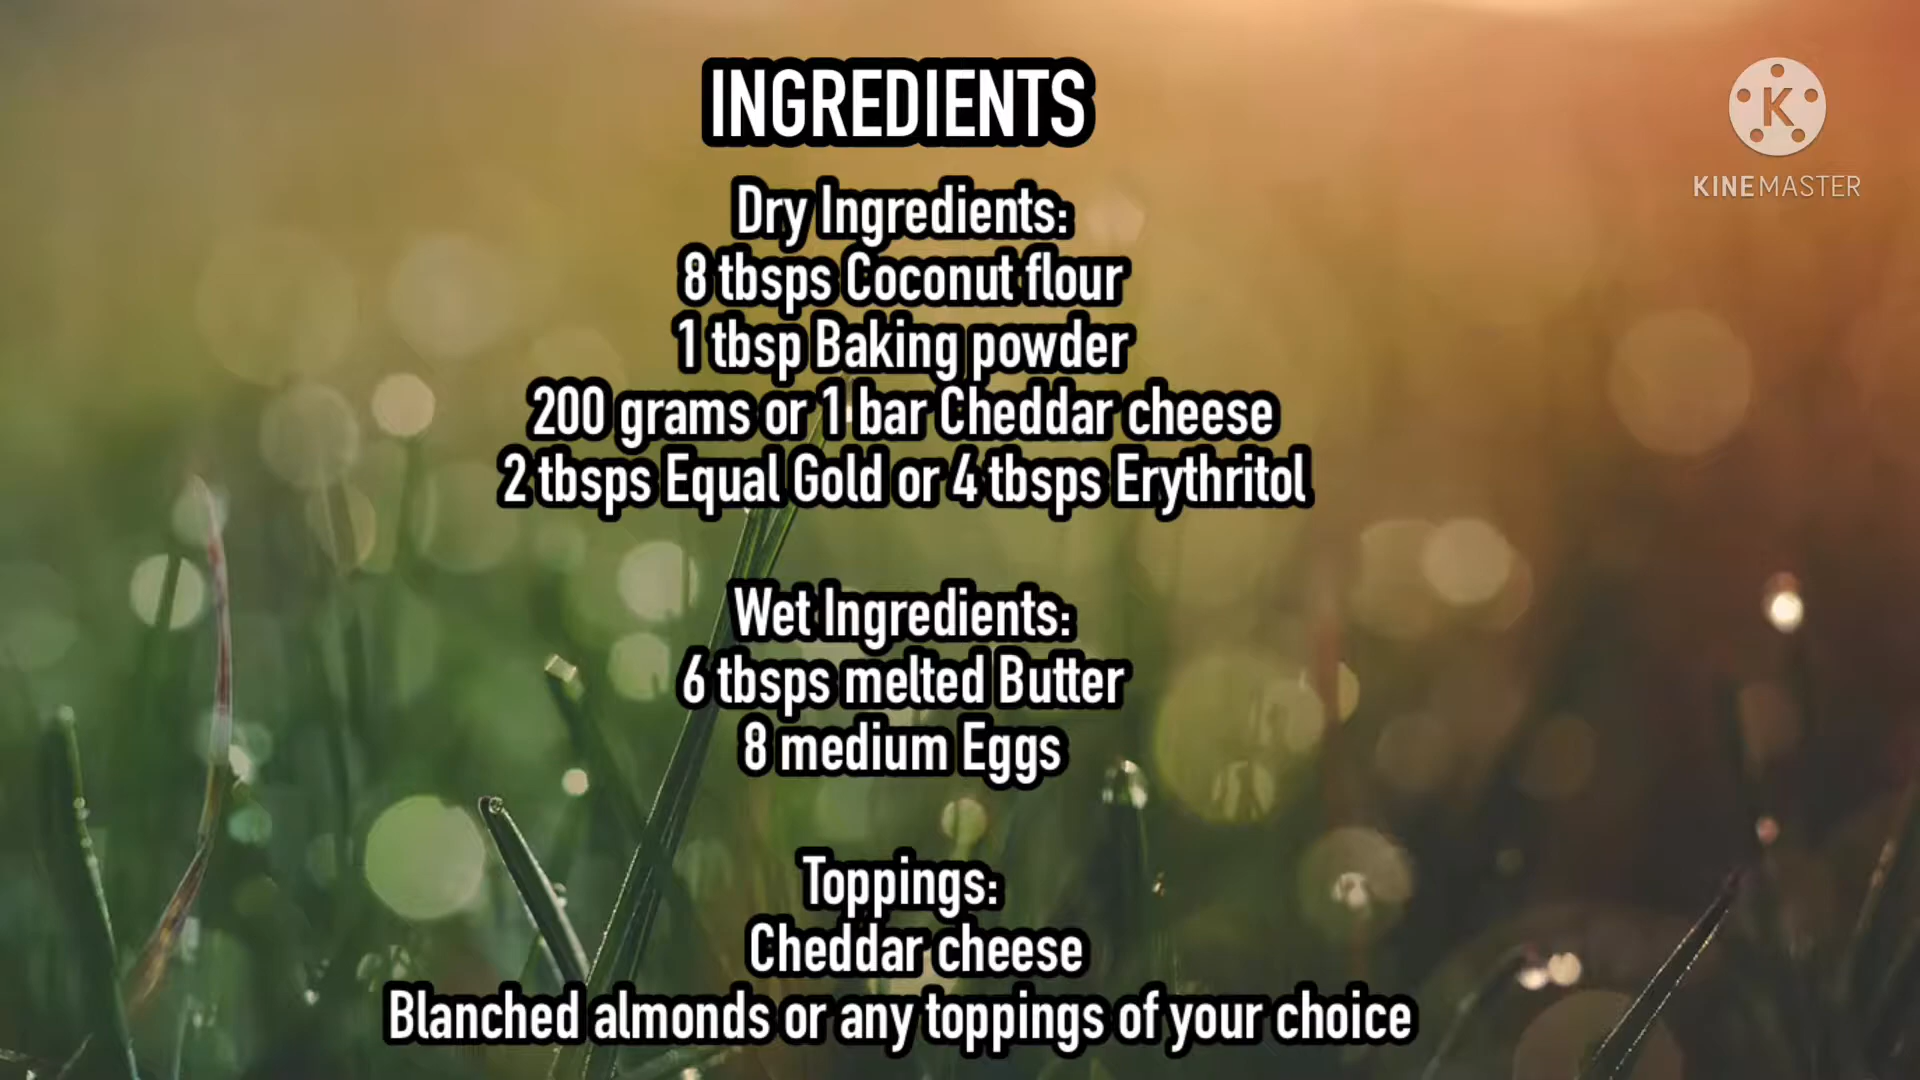 INGREDIENTS
Dry Ingredients:
8 tbsps Coconut flour
1 tbsp Baking powder
200 grams or 1 bar Cheddar cheese
2 tbsps Equal Gold or 4 tbsps Erythritol
Wet Ingredients:
6 tbsps melted Butter
8 medium Eggs
Toppings:
Cheddar cheese
Blanched almonds or any toppings of your choice
K
KINEMASTER